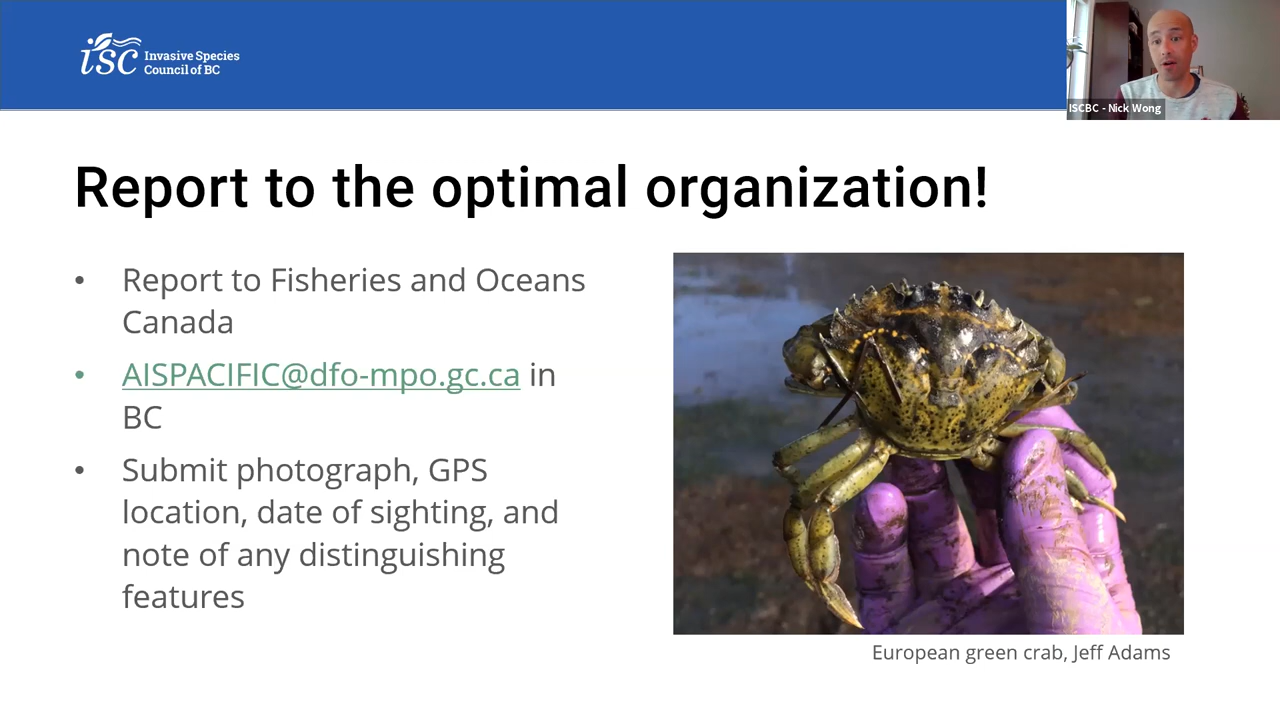 isc Invasive Species
Council of BC
ISCBC - Nick Wong
Report to the optimal organization!
• Report to Fisheries and Oceans
Canada
• AISPACIFIC@dfo-mpo.gc.ca in
BC
• Submit photograph, GPS
location, date of sighting, and
note of any distinguishing
features
European green crab, Jeff Adams